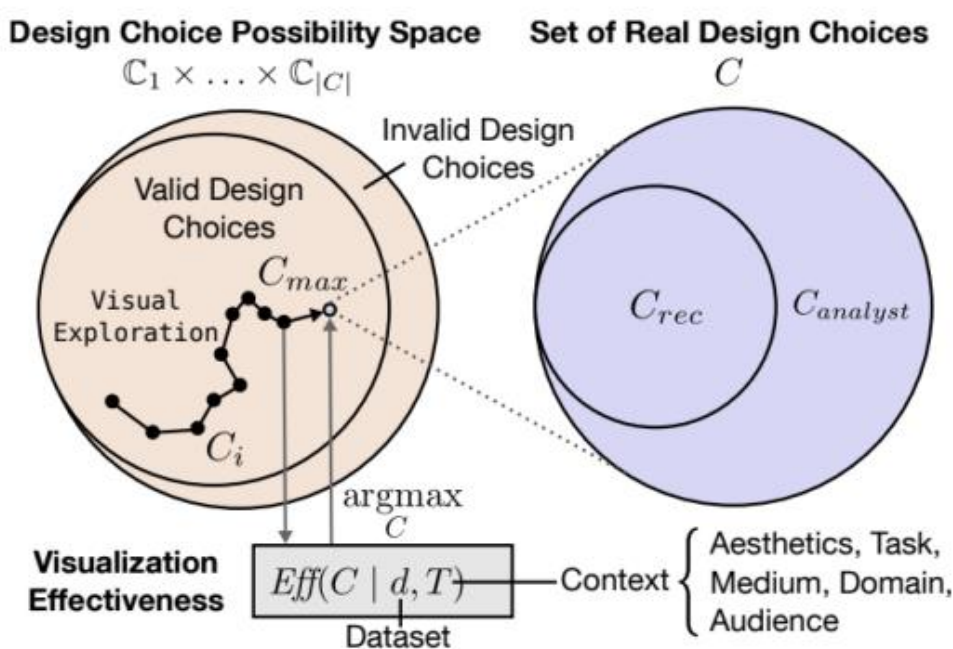 Design Choice Possibility Space
ℂ₁ × … × ℂ|C|
Set of Real Design Choices
C
Invalid Design
Choices
Valid Design
Choices
Cmax
Visual
Exploration
Ci
Crec
Canalyst
argmax
C
Visualization
Effectiveness
Eff(C | d, T)
Context
Dataset
Aesthetics, Task,
Medium, Domain,
Audience